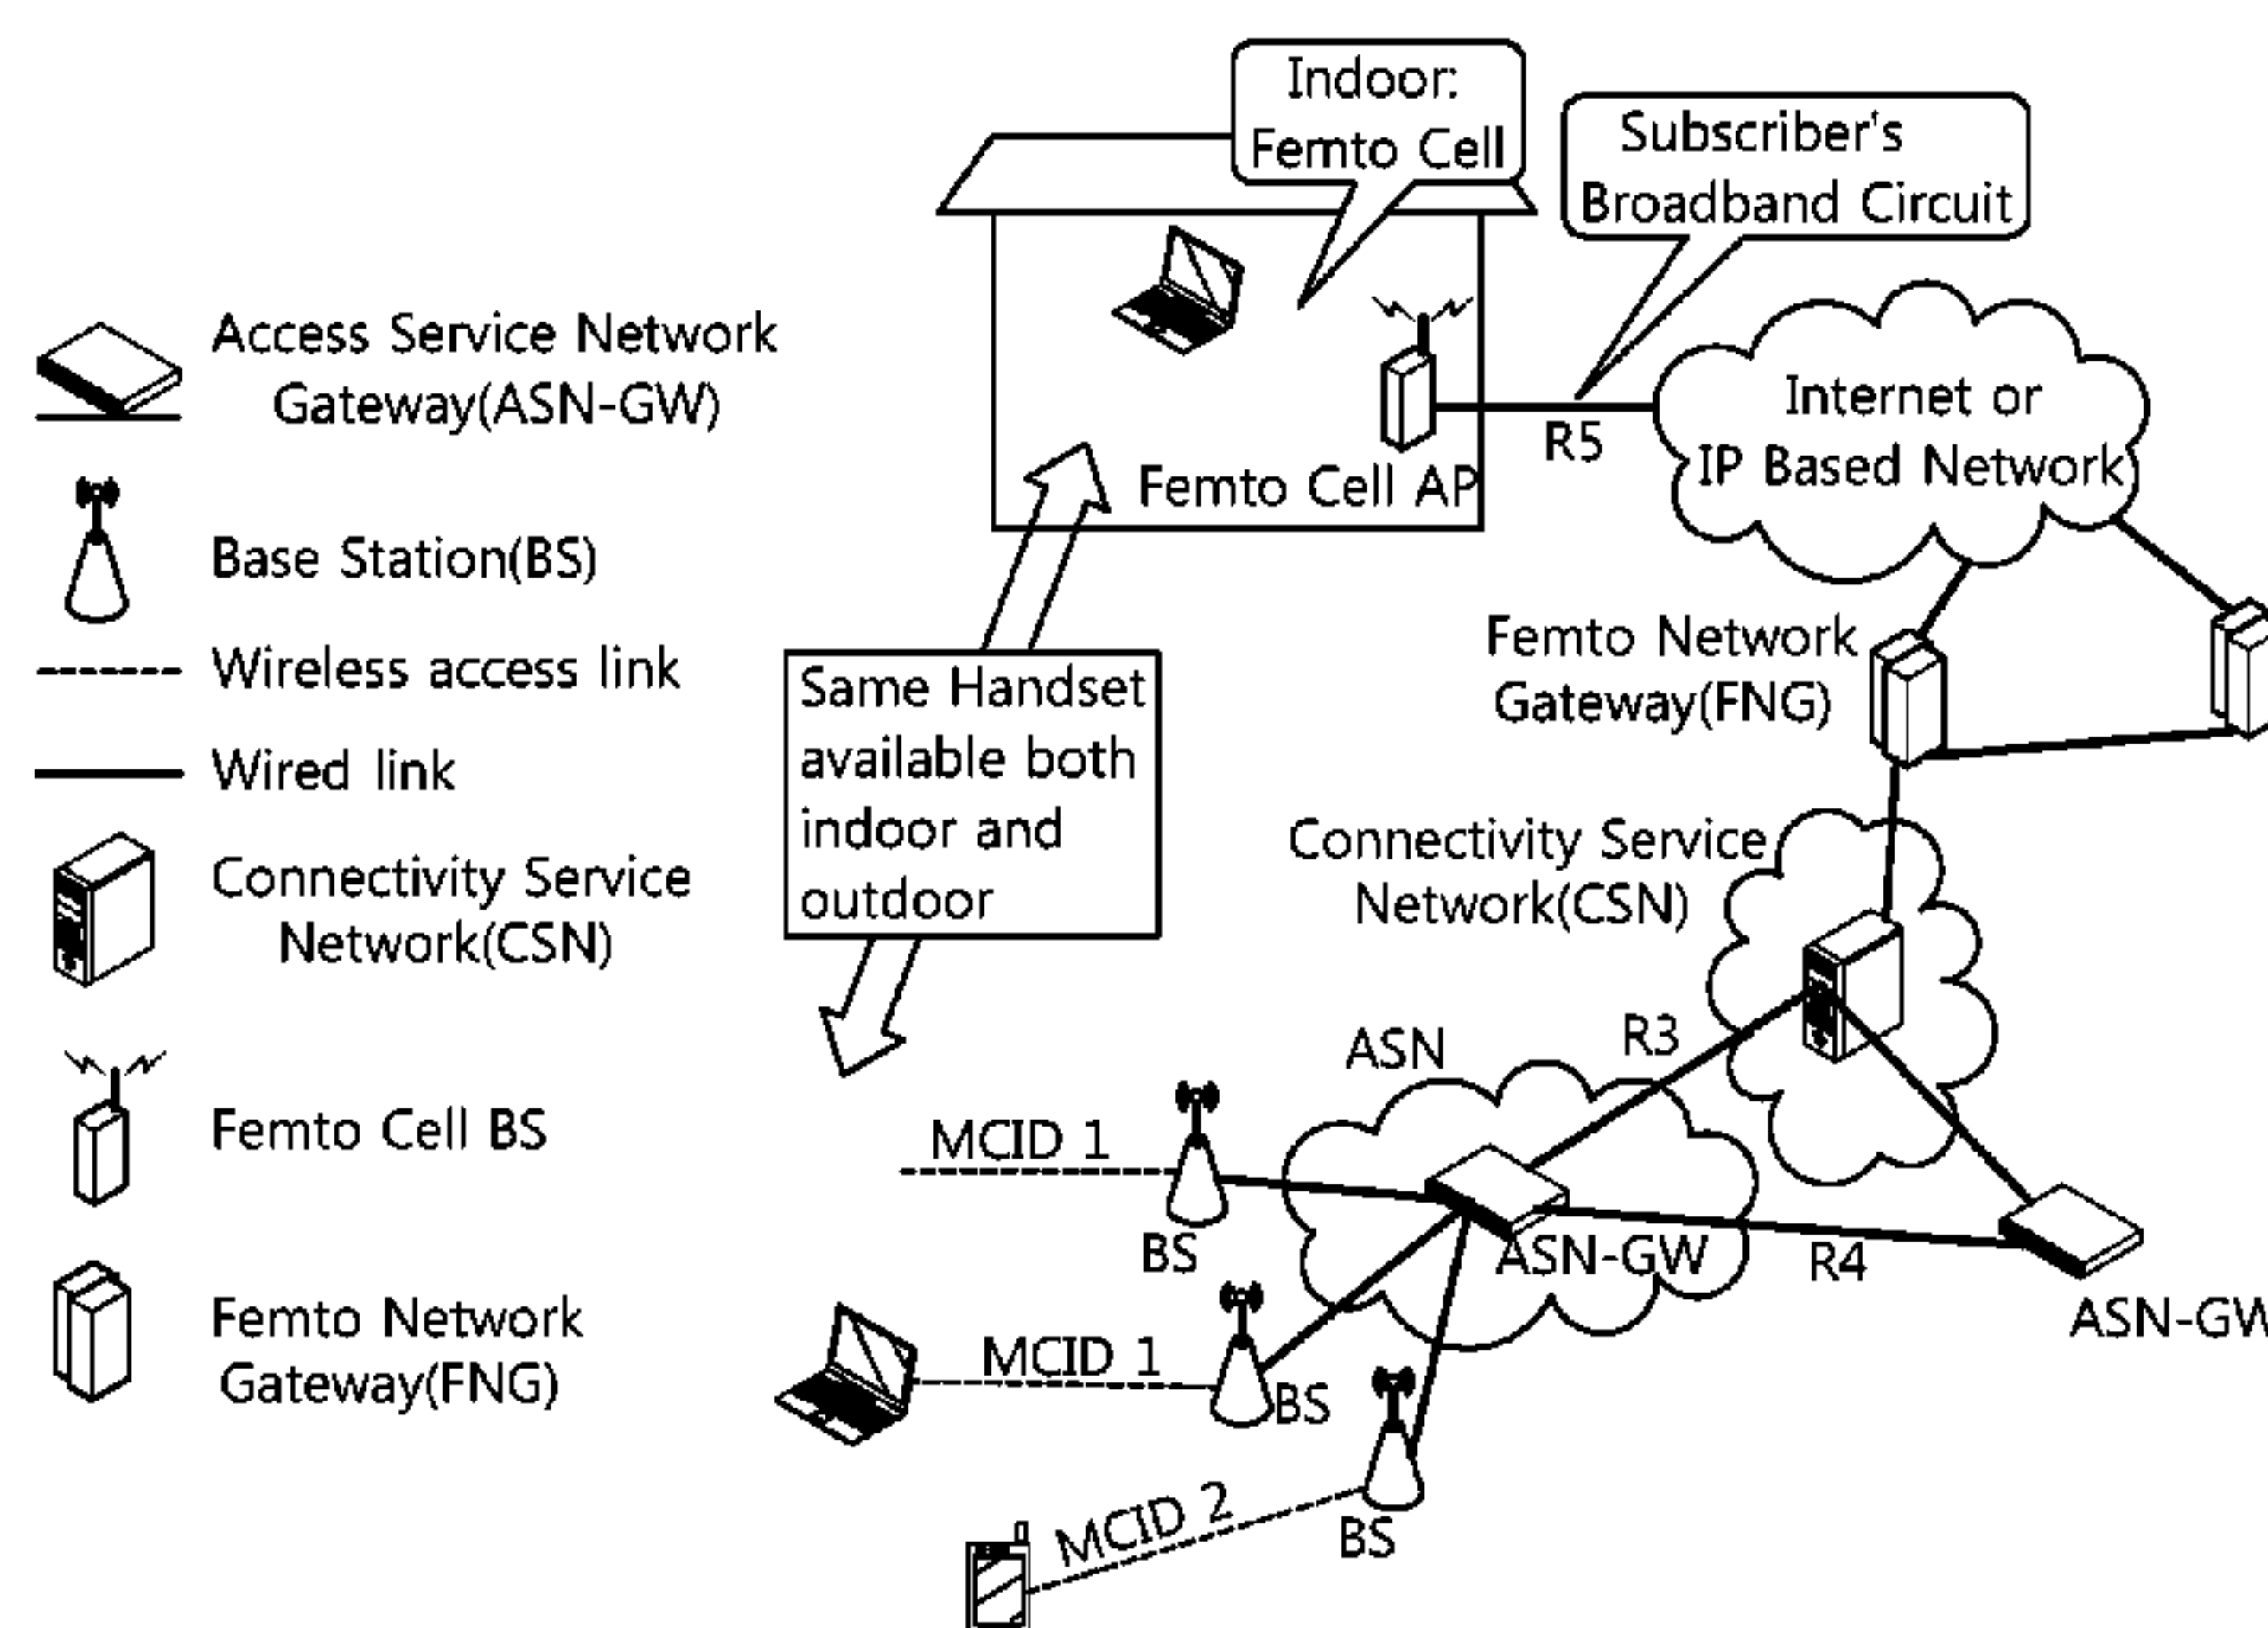 Indoor:
Femto Cell
Subscriber's
Broadband Circuit
Access Service Network
Gateway(ASN-GW)
Base Station(BS)
Wireless access link
Wired link
Connectivity Service
Network(CSN)
Femto Cell BS
Femto Network
Gateway(FNG)
Internet or
IP Based Network
R5
Femto Cell AP
Same Handset
available both
indoor and
outdoor
Femto Network
Gateway(FNG)
Connectivity Service
Network(CSN)
ASN
R3
MCID 1
BS
ASN-GW
R4
ASN-GW
MCID 1
BS
MCID 2
BS